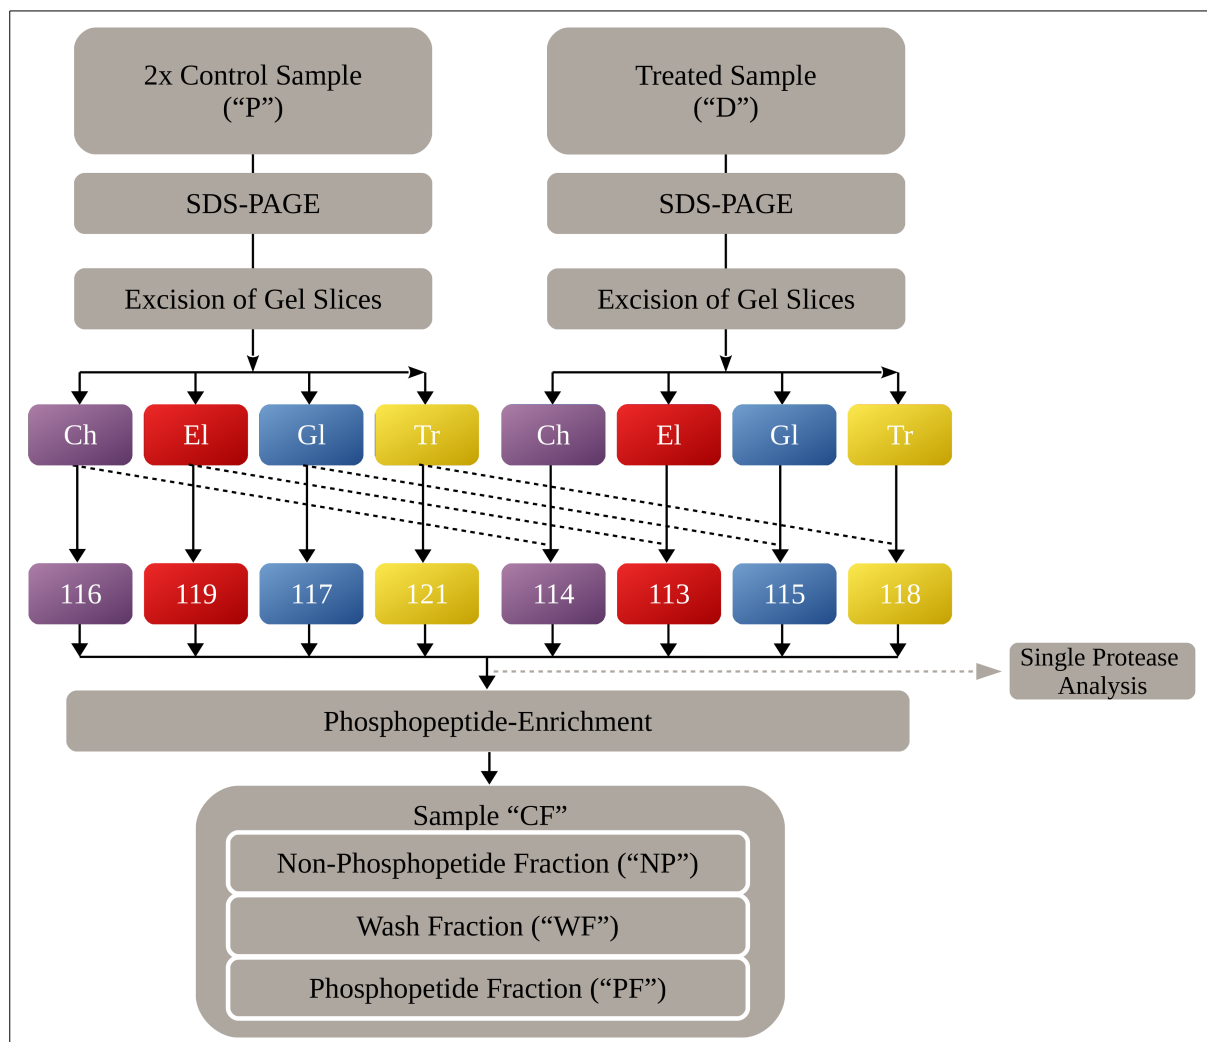 2x Control Sample
(“P”)
Treated Sample
(“D”)
SDS-PAGE
SDS-PAGE
Excision of Gel Slices
Excision of Gel Slices
Ch
El
Gl
Tr
Ch
El
Gl
Tr
116
119
117
121
114
113
115
118
Single Protease
Analysis
Phosphopeptide-Enrichment
Sample “CF”
Non-Phosphopetide Fraction (“NP”)
Wash Fraction (“WF”)
Phosphopetide Fraction (“PF”)